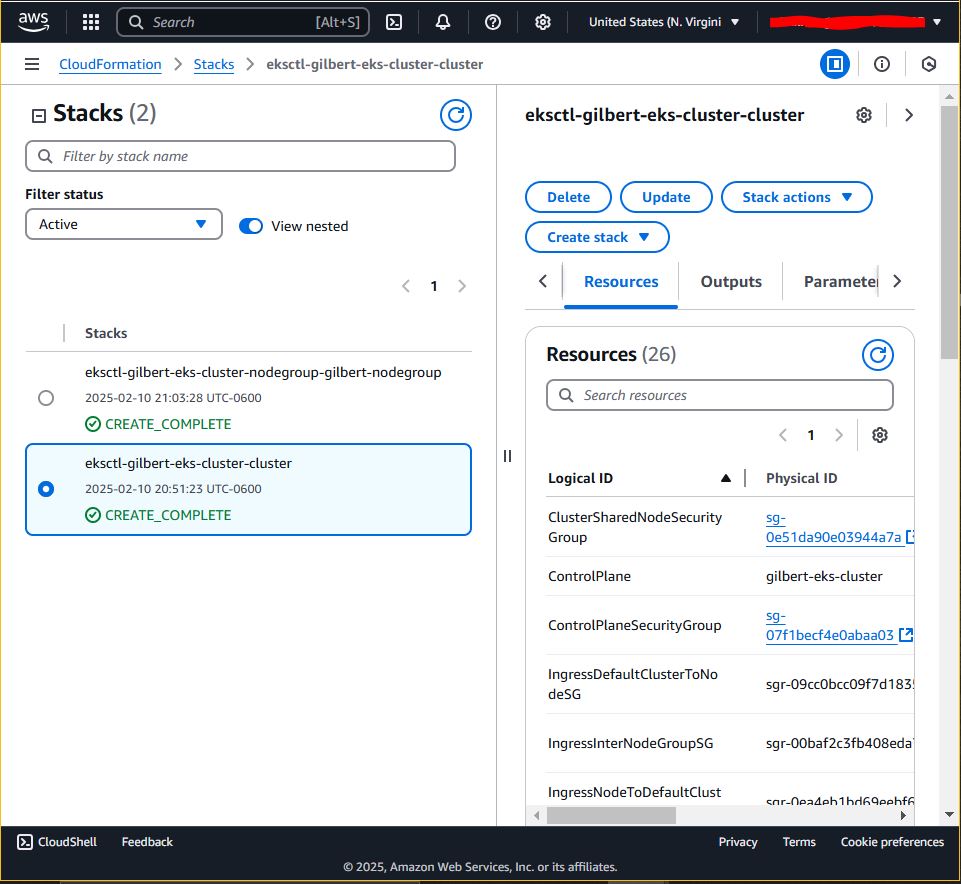 aws
Search [Alt+S]
United States (N. Virgini
CloudFormation
Stacks
eksctl-gilbert-eks-cluster-cluster
Stacks (2)
Filter by stack name
Filter status
Active
View nested
1
Stacks
eksctl-gilbert-eks-cluster-nodegroup-gilbert-nodegroup
2025-02-10 21:03:28 UTC-0600
CREATE_COMPLETE
eksctl-gilbert-eks-cluster-cluster
2025-02-10 20:51:23 UTC-0600
CREATE_COMPLETE
eksctl-gilbert-eks-cluster-cluster
Delete
Update
Stack actions
Create stack
Resources
Outputs
Paramete
Resources (26)
Search resources
1
Logical ID
Physical ID
ClusterSharedNodeSecurity
Group
sg-
0e51da90e03944a7a
ControlPlane
gilbert-eks-cluster
ControlPlaneSecurityGroup
sg-
07f1becf4e0abaa03
IngressDefaultClusterToNo
deSG
sgr-09cc0bcc09f7d183
IngressInterNodeGroupSG
sgr-00baf2c3fb408eda
IngressNodeToDefaultClust
sgr-0ea4eb1bd69eebf6
CloudShell
Feedback
Privacy
Terms
Cookie preferences
© 2025, Amazon Web Services, Inc. or its affiliates.